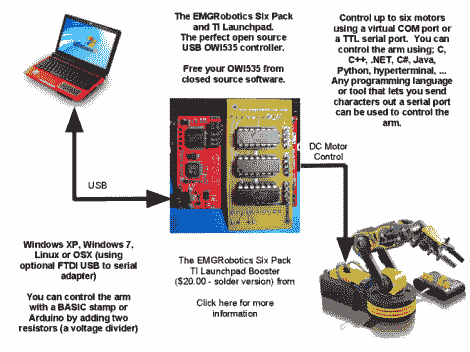 The EMGRobotics Six Pack
and TI Launchpad.
The perfect open source
USB OWI535 controller.
Free your OWI535 from
closed source software.
Control up to six motors
using a virtual COM port or
a TTL serial port. You can
control the arm using; C,
C++, .NET, C#, Java,
Python, hyperterminal, ...
Any programming language
or tool that lets you send
characters out a serial port
can be used to control the
arm.
USB
DC Motor
Control
Windows XP, Windows 7,
Linux or OSX (using
optional FTDI USB to serial
adapter)
You can control the arm
with a BASIC stamp or
Arduino by adding two
resistors (a voltage divider)
The EMGRobotics Six Pack
TI Launchpad Booster
($20.00 - solder version) from
Click here for more
information